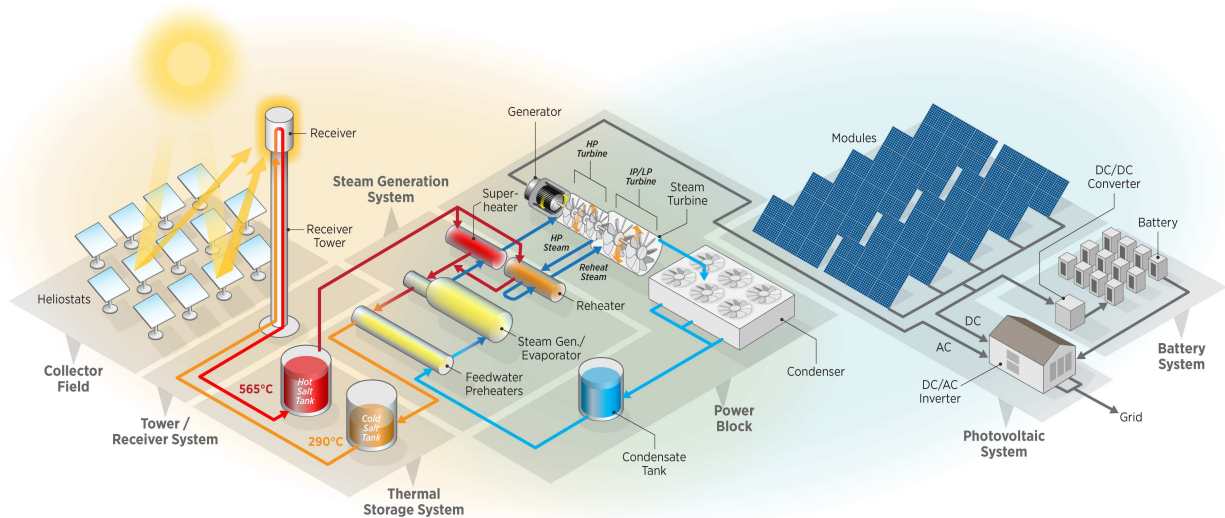 Generator
HP
Turbine
IP/LP
Turbine
Steam
Turbine
Receiver
Steam Generation
System
Super-
heater
HP
Steam
Reheat
Steam
Reheater
Receiver
Tower
Heliostats
Collector
Field
Tower /
Receiver System
565°C
Hot
Salt
Tank
290°C
Cold
Salt
Tank
Thermal
Storage System
Steam Gen./
Evaporator
Feedwater
Preheaters
Condensate
Tank
Condenser
Power
Block
Modules
DC/DC
Converter
Battery
DC
AC
DC/AC
Inverter
Grid
Photovoltaic
System
Battery
System